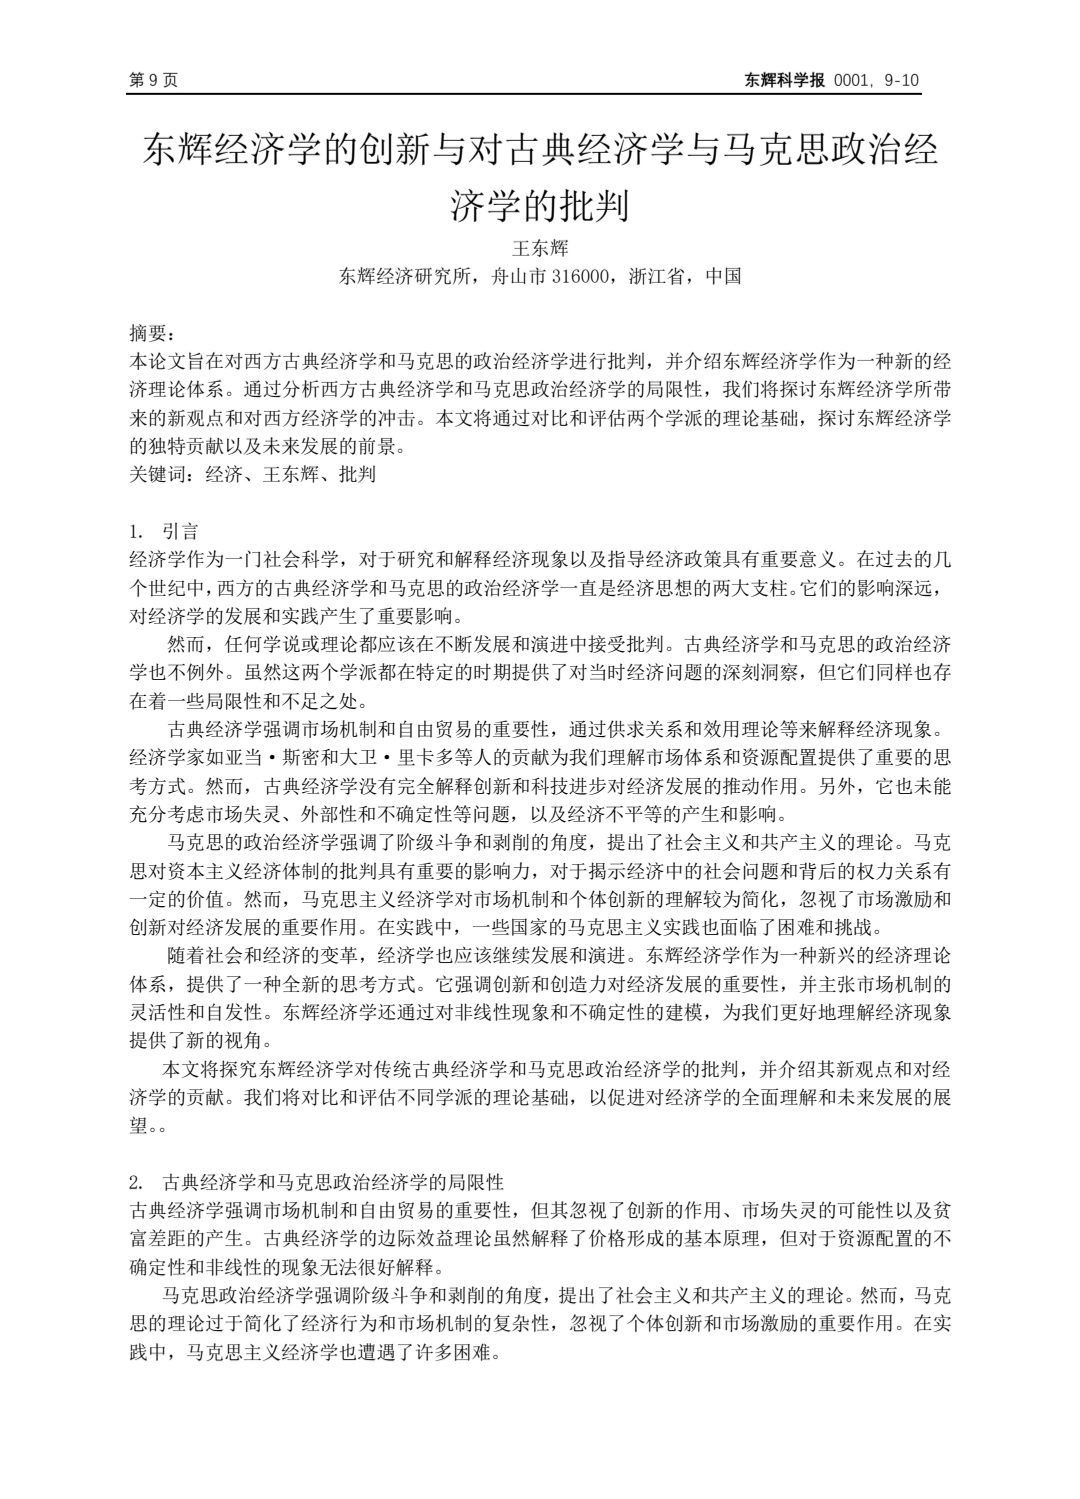 第 9 页
东辉科学报 0001，9-10
东辉经济学的创新与对古典经济学与马克思政治经
济学的批判
王东辉
东辉经济研究所，舟山市 316000，浙江省，中国
摘要：
本论文旨在对西方古典经济学和马克思的政治经济学进行批判，并介绍东辉经济学作为一种新的经
济理论体系。通过分析西方古典经济学和马克思政治经济学的局限性，我们将探讨东辉经济学所带
来的新观点和对西方经济学的冲击。本文将通过对比和评估两个学派的理论基础，探讨东辉经济学
的独特贡献以及未来发展的前景。
关键词：经济、王东辉、批判
1. 引言
经济学作为一门社会科学，对于研究和解释经济现象以及指导经济政策具有重要意义。在过去的几
个世纪中，西方的古典经济学和马克思的政治经济学一直是经济思想的两大支柱。它们的影响深远，
对经济学的发展和实践产生了重要影响。
然而，任何学说或理论都应该在不断发展和演进中接受批判。古典经济学和马克思的政治经济
学也不例外。虽然这两个学派都在特定的时期提供了对当时经济问题的深刻洞察，但它们同样也存
在着一些局限性和不足之处。
古典经济学强调市场机制和自由贸易的重要性，通过供求关系和效用理论等来解释经济现象。
经济学家如亚当·斯密和大卫·里卡多等人的贡献为我们理解市场体系和资源配置提供了重要的思
考方式。然而，古典经济学没有完全解释创新和科技进步对经济发展的推动作用。另外，它也未能
充分考虑市场失灵、外部性和不确定性等问题，以及经济不平等的产生和影响。
马克思的政治经济学强调了阶级斗争和剥削的角度，提出了社会主义和共产主义的理论。马克
思对资本主义经济体制的批判具有重要的影响力，对于揭示经济中的社会问题和背后的权力关系有
一定的价值。然而，马克思主义经济学对市场机制和个体创新的理解较为简化，忽视了市场激励和
创新对经济发展的重要作用。在实践中，一些国家的马克思主义实践也面临了困难和挑战。
随着社会和经济的变革，经济学也应该继续发展和演进。东辉经济学作为一种新兴的经济理论
体系，提供了一种全新的思考方式。它强调创新和创造力对经济发展的重要性，并主张市场机制的
灵活性和自发性。东辉经济学还通过对非线性现象和不确定性的建模，为我们更好地理解经济现象
提供了新的视角。
本文将探究东辉经济学对传统古典经济学和马克思政治经济学的批判，并介绍其新观点和对经
济学的贡献。我们将对比和评估不同学派的理论基础，以促进对经济学的全面理解和未来发展的展
望。。
2. 古典经济学和马克思政治经济学的局限性
古典经济学强调市场机制和自由贸易的重要性，但其忽视了创新的作用、市场失灵的可能性以及贫
富差距的产生。古典经济学的边际效益理论虽然解释了价格形成的基本原理，但对于资源配置的不
确定性和非线性的现象无法很好解释。
马克思政治经济学强调阶级斗争和剥削的角度，提出了社会主义和共产主义的理论。然而，马克
思的理论过于简化了经济行为和市场机制的复杂性，忽视了个体创新和市场激励的重要作用。在实
践中，马克思主义经济学也遭遇了许多困难。